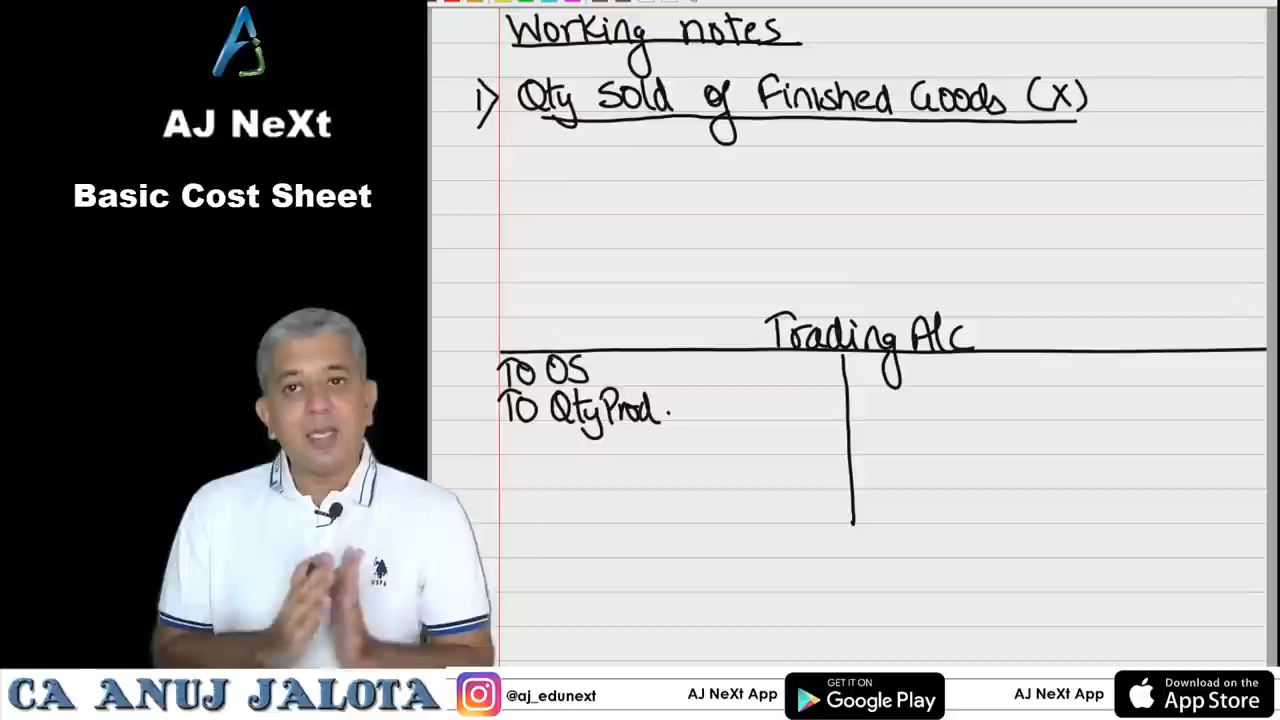 AJ NeXt
Basic Cost Sheet
Working notes
1) Qty Sold of Finished Goods (X)
Trading A/c
To OS
To Qty Prod.
USPA
CA ANUJ JALOTA
@aj_edunext
AJ NeXt App
GET IT ON
Google Play
AJ NeXt App
Download on the
App Store